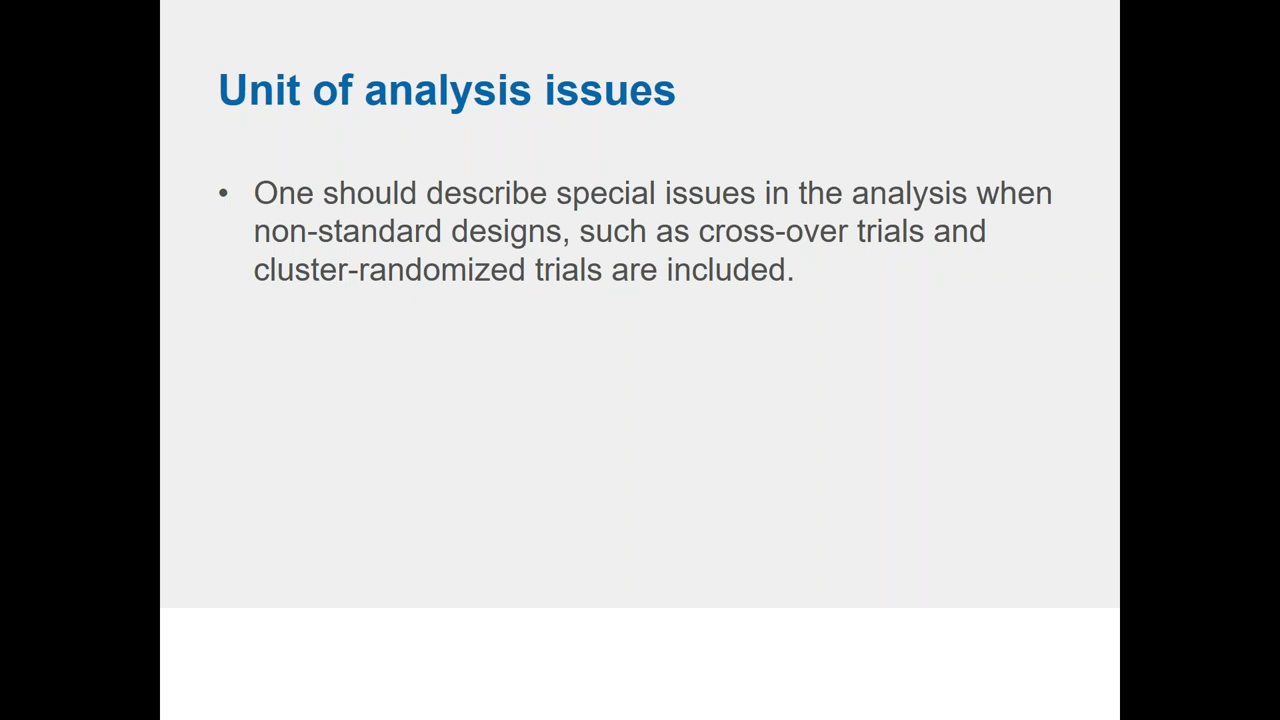 Unit of analysis issues
• One should describe special issues in the analysis when
non-standard designs, such as cross-over trials and
cluster-randomized trials are included.